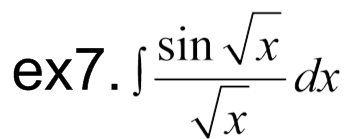 ex7. ∫ sin √x / √x dx